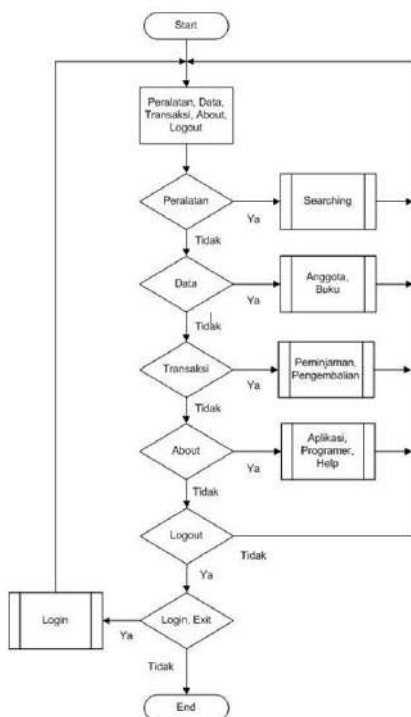 Start
Peralatan, Data,
Transaksi, About,
Logout
Peralatan
Ya
Searching
Tidak
Data
Ya
Anggota,
Buku
Tidak
Transaksi
Ya
Peminjaman,
Pengembalian
Tidak
About
Ya
Aplikasi,
Programer,
Help
Tidak
Logout
Tidak
Ya
Login
Ya
Login, Exit
Tidak
End